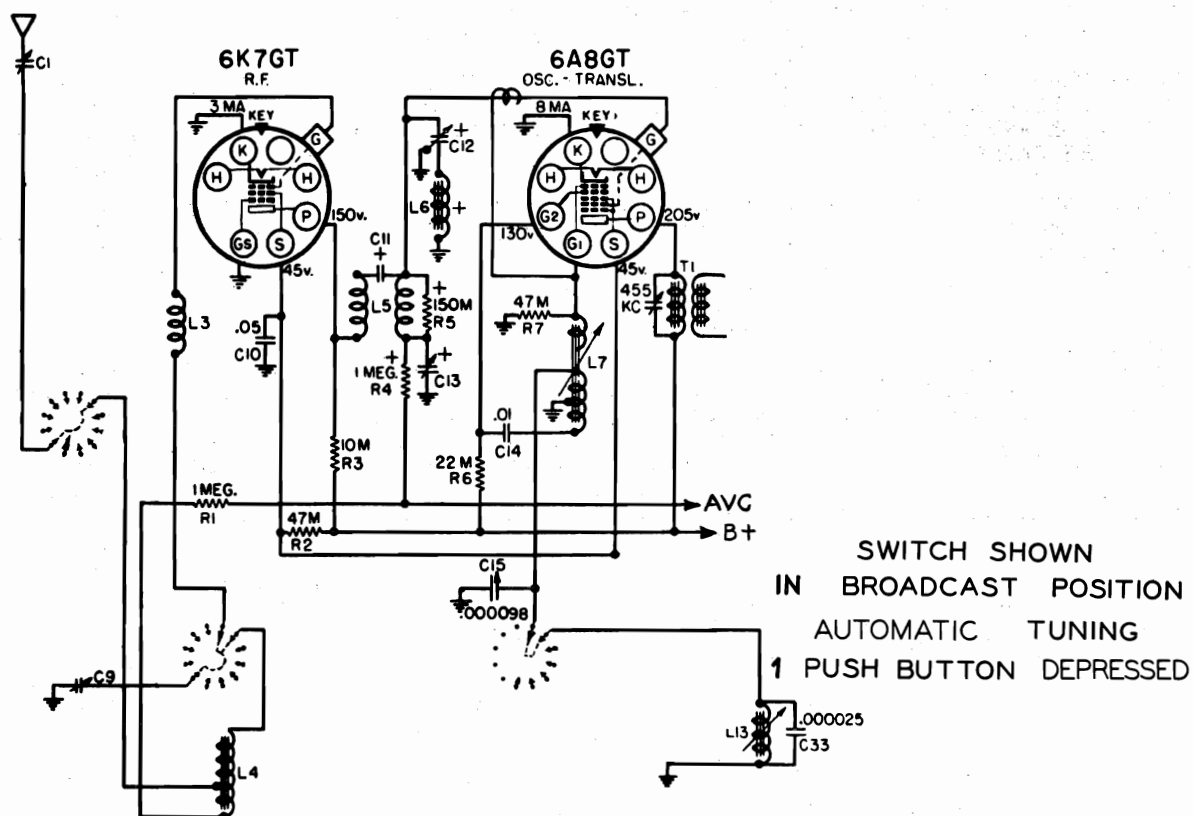 C1
6K7GT
R.F.
3 MA
KEY
G
K
H
H
P
GS
S
150v.
45v.
6A8GT
OSC.- TRANSL.
8 MA
KEY
G
K
H
H
G2
P
G1
S
205v
130v
45v.
+
C12
L6
+
C11
+
L5
+
150M
R5
+
1 MEG.
R4
+
C13
L3
.05
C10
47M
R7
L7
T1
455
KC
.01
C14
10M
R3
22 M
R6
1 MEG.
R1
AVC
47M
R2
B+
C15
.000098
SWITCH SHOWN
IN BROADCAST POSITION
AUTOMATIC TUNING
1 PUSH BUTTON DEPRESSED
C9
L4
L13
.000025
C33